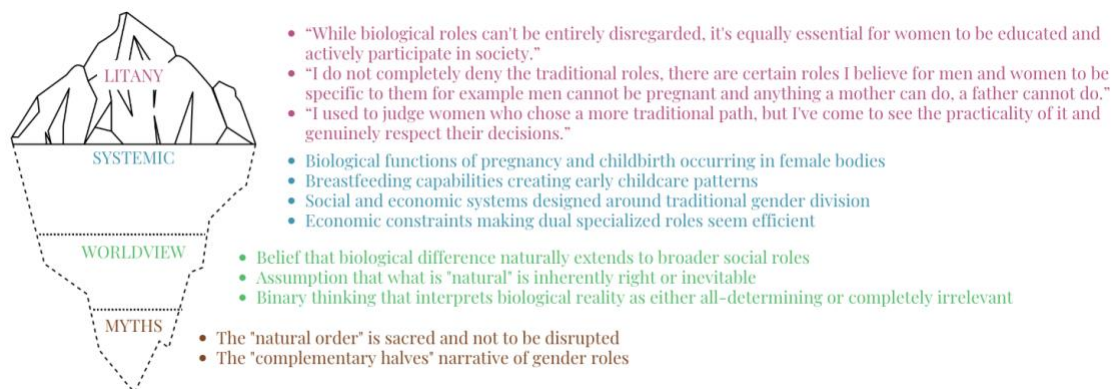 LITANY
• “While biological roles can't be entirely disregarded, it's equally essential for women to be educated and
actively participate in society.”
• “I do not completely deny the traditional roles, there are certain roles I believe for men and women to be
specific to them for example men cannot be pregnant and anything a mother can do, a father cannot do.”
• “I used to judge women who chose a more traditional path, but I've come to see the practicality of it and
genuinely respect their decisions.”
SYSTEMIC
• Biological functions of pregnancy and childbirth occurring in female bodies
• Breastfeeding capabilities creating early childcare patterns
• Social and economic systems designed around traditional gender division
• Economic constraints making dual specialized roles seem efficient
WORLDVIEW
• Belief that biological difference naturally extends to broader social roles
• Assumption that what is "natural" is inherently right or inevitable
• Binary thinking that interprets biological reality as either all-determining or completely irrelevant
MYTHS
• The "natural order" is sacred and not to be disrupted
• The "complementary halves" narrative of gender roles